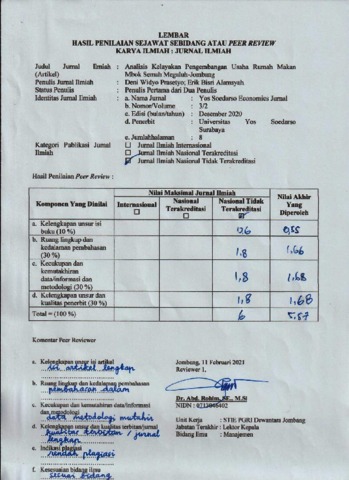 LEMBAR
HASIL PENILAIAN SEJAWAT SEBIDANG ATAU PEER REVIEW
KARYA ILMIAH : JURNAL ILMIAH
Judul Jurnal Ilmiah (Artikel) : Analisis Kelayakan Pengembangan Usaha Rumah Makan
Mbok Semah Megaluh-Jombang
Penulis Jurnal Ilmiah : Deni Widyo Prasetyo; Erik Bisri Alamsyah
Status Penulis : Penulis Pertama dari Dua Penulis
Identitas Jurnal Ilmiah : a. Nama Jurnal : Yos Soedarso Economics Jurnal
b. Nomor/Volume : 3/2
c. Edisi (bulan/tahun) : Desember 2020
d. Penerbit : Universitas Yos Soedarso
Surabaya
e. Jumlahhalaman : 8
Kategori Publikasi Jurnal Ilmiah : Jurnal Ilmiah Internasional
Jurnal Ilmiah Nasional Terakreditasi
Jurnal Ilmiah Nasional Tidak Terakreditasi
Hasil Penilaian Peer Review :
Komponen Yang Dinilai
Nilai Maksimal Jurnal Ilmiah
Internasional
Nasional Terakreditasi
Nasional Tidak Terakreditasi
Nilai Akhir Yang Diperoleh
a. Kelengkapan unsur isi buku (10 %) 0,6 0,55
b. Ruang lingkup dan kedalaman pembahasan (30 %) 1,8 1,66
c. Kecukupan dan kemutakhiran data/informasi dan metodologi (30 %) 1,8 1,68
d. Kelengkapan unsur dan kualitas penerbit (30 %) 1,8 1,68
Total = (100 %) 6 5,57
Komentar Peer Reviewer
a. Kelengkapan unsur isi artikel
isi artikel lengkap
b. Ruang lingkup dan kedalaman pembahasan
pembahasan dalam
c. Kecukupan dan kemutakhiran data/informasi dan metodologi
data metodologi mutahir
d. Kelengkapan unsur dan kualitas terbitan/jurnal
kualitas terbitan / jurnal
lengkap
e. Indikasi plagiasi
rendah plagiasi
f. Kesesuaian bidang ilmu
sesuai bidang
Jombang, 11 Februari 2021
Reviewer 1,
Dr. Abd. Rohim, SE., M.Si
Unit Kerja : STIE PGRI Dewantara Jombang
Jabatan Terakhir : Lektor Kepala
Bidang Ilmu : Manajemen